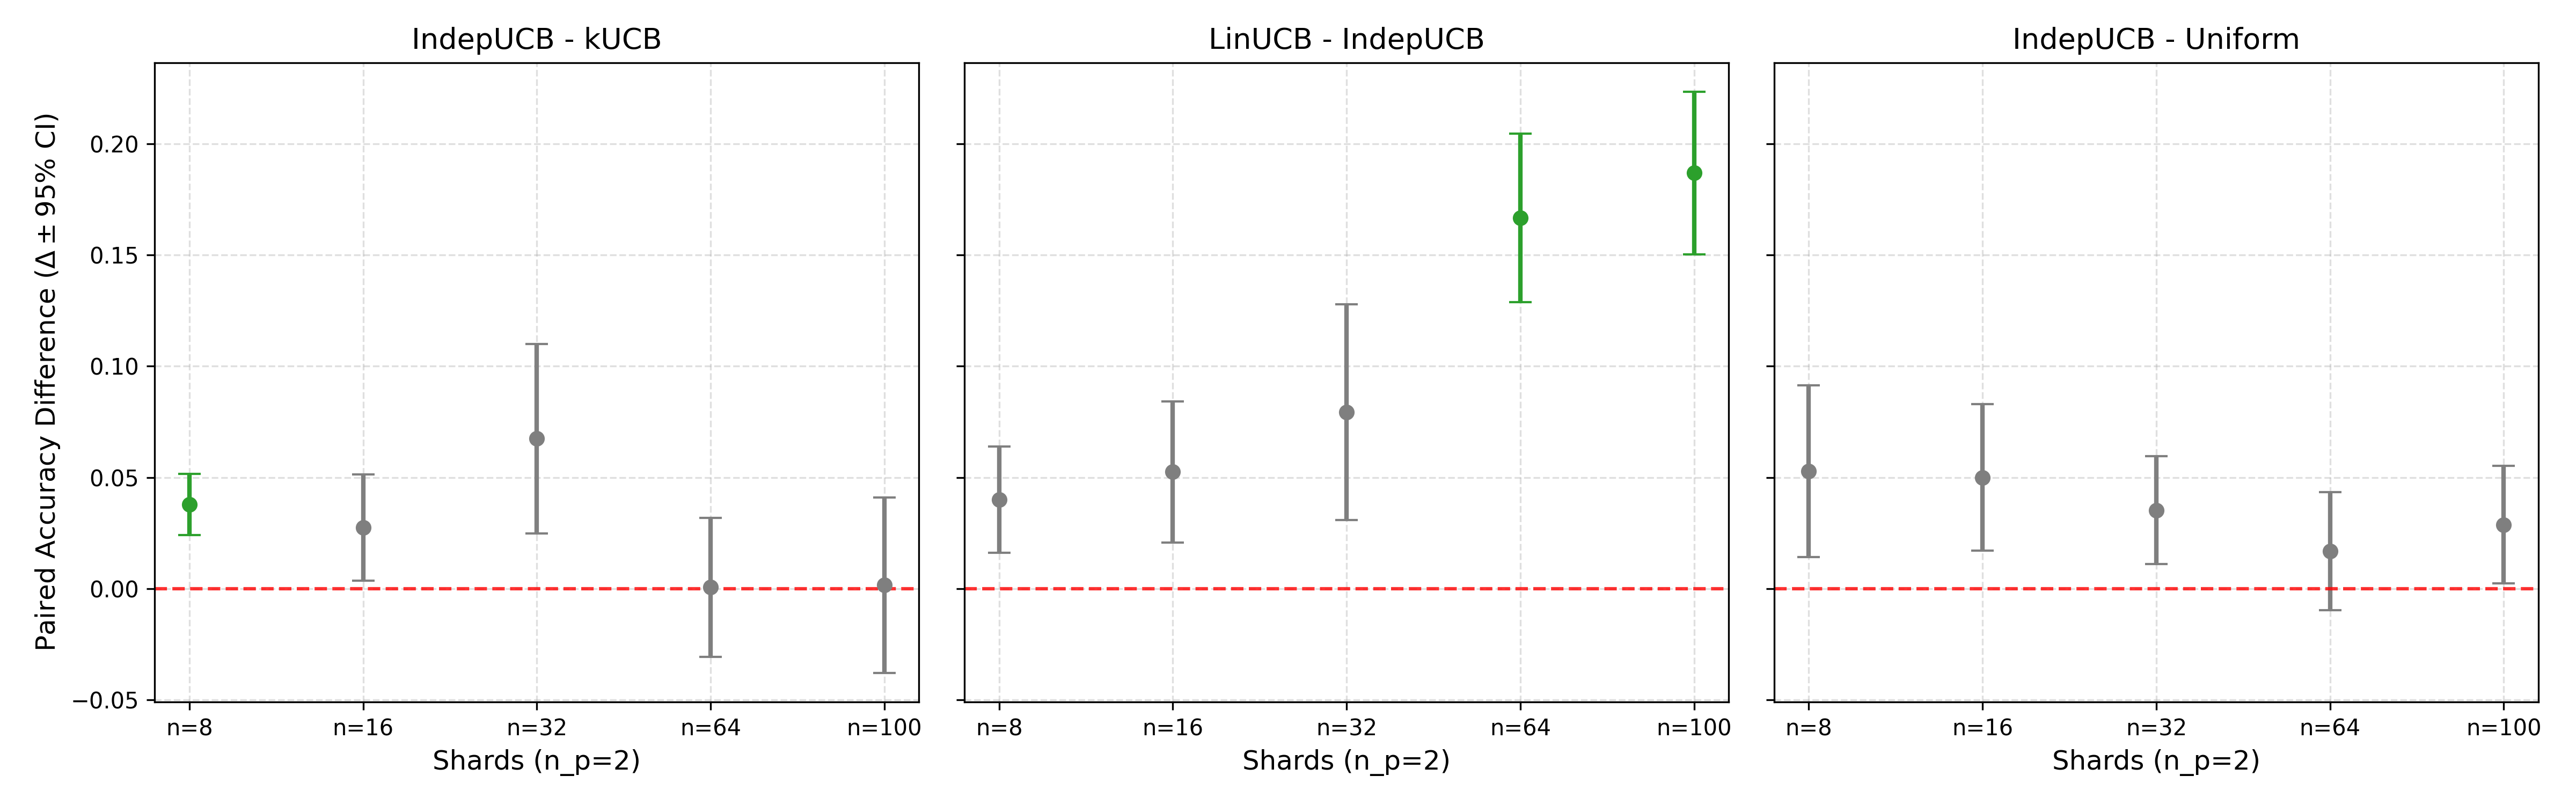 IndepUCB - kUCB
LinUCB - IndepUCB
IndepUCB - Uniform
Paired Accuracy Difference (Δ ± 95% CI)
0.20
0.15
0.10
0.05
0.00
−0.05
n=8 n=16 n=32 n=64 n=100
n=8 n=16 n=32 n=64 n=100
n=8 n=16 n=32 n=64 n=100
Shards (n_p=2)
Shards (n_p=2)
Shards (n_p=2)